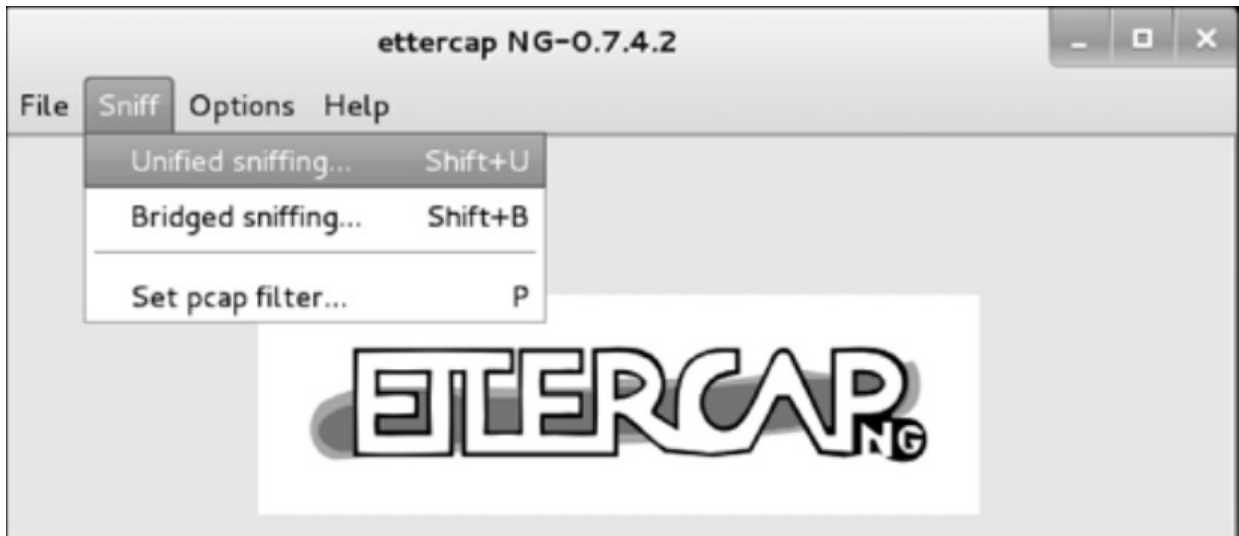 ettercap NG-0.7.4.2
File Sniff Options Help
Unified sniffing... Shift+U
Bridged sniffing... Shift+B
Set pcap filter... P
ETTERCAP
NG